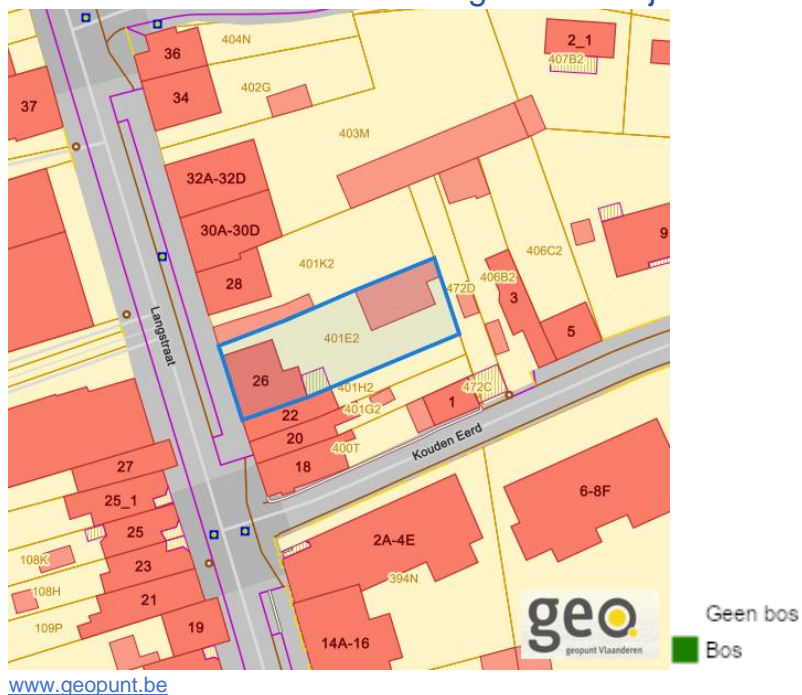 36
404N
2_1
407B2
34
402G
37
403M
32A-32D
30A-30D
401K2
28
406C2
9
406B2
472D
3
Langstraat
401E2
5
26
401H2
472C
22
401G2
1
20
400T
18
Kouden Eerd
27
25_1
6-8F
25
2A-4E
108K
23
394N
108H
21
109P
19
14A-16
geo.
geopunt Vlaanderen
Geen bos
Bos
www.geopunt.be